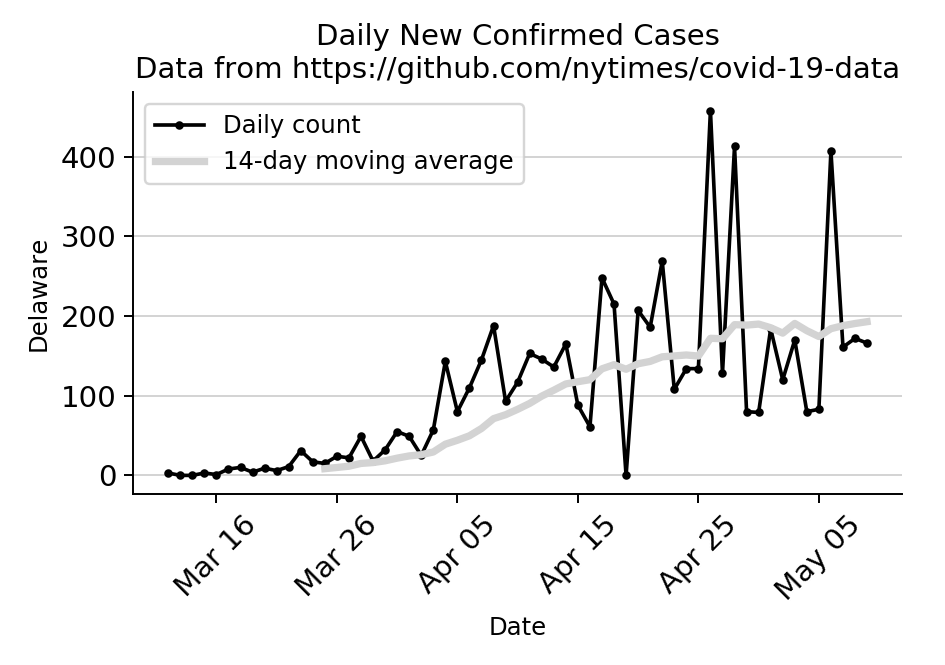 Daily New Confirmed Cases
Data from https://github.com/nytimes/covid-19-data
Daily count
14-day moving average
Delaware
400
300
200
100
0
Mar 16
Mar 26
Apr 05
Apr 15
Apr 25
May 05
Date